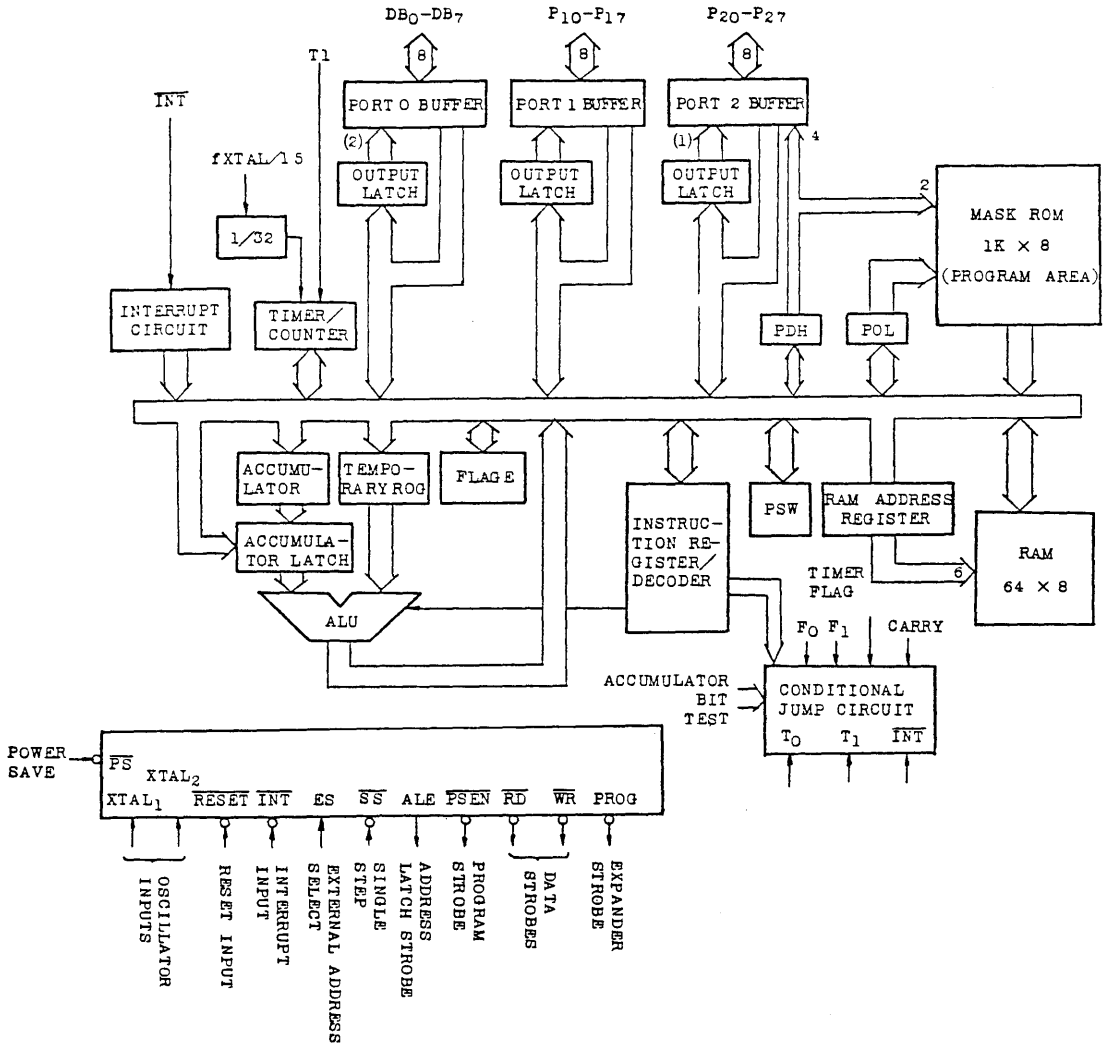 DB0-DB7
P10-P17
P20-P27
8
8
8
T1
INT
PORT 0 BUFFER
PORT 1 BUFFER
PORT 2 BUFFER
(2)
(1)
4
fXTAL/15
OUTPUT
LATCH
OUTPUT
LATCH
OUTPUT
LATCH
2
MASK ROM
1K × 8
(PROGRAM AREA)
1/32
INTERRUPT
CIRCUIT
TIMER/
COUNTER
PDH
POL
ACCUMU-
LATOR
TEMPO-
RARY ROG
FLAGE
INSTRUC-
TION RE-
GISTER/
DECODER
PSW
RAM ADDRESS
REGISTER
ACCUMULA-
TOR LATCH
RAM
64 × 8
6
ALU
TIMER
FLAG
F0
F1
CARRY
ACCUMULATOR
BIT
TEST
CONDITIONAL
JUMP CIRCUIT
T0
T1
INT
POWER
SAVE
PS
XTAL2
XTAL1
RESET
INT
ES
SS
ALE
PSEN
RD
WR
PROG
OSCILLATOR
INPUTS
RESET INPUT
INTERRUPT
INPUT
EXTERNAL ADDRESS
SELECT
SINGLE
STEP
ADDRESS
LATCH STROBE
PROGRAM
STROBE
DATA
STROBES
EXPANDER
STROBE